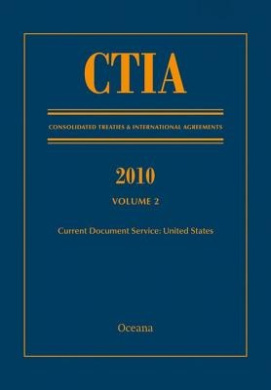 CTIA
CONSOLIDATED TREATIES & INTERNATIONAL AGREEMENTS
2010
VOLUME 2
Current Document Service: United States
Oceana